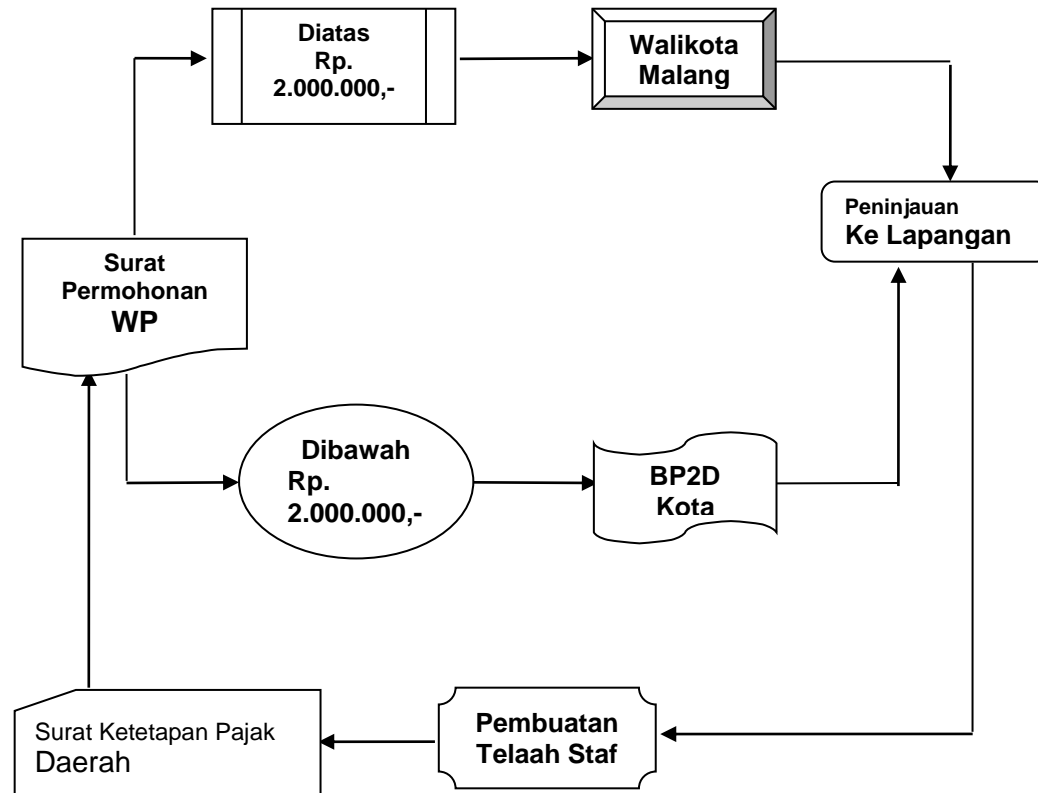 Diatas
Rp.
2.000.000,-
Walikota
Malang
Peninjauan
Ke Lapangan
Surat
Permohonan
WP
Dibawah
Rp.
2.000.000,-
BP2D
Kota
Surat Ketetapan Pajak
Daerah
Pembuatan
Telaah Staf